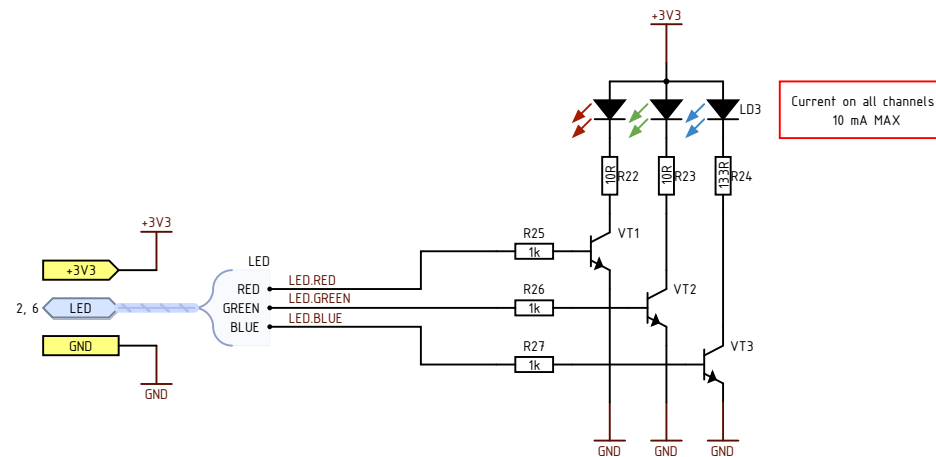 +3V3
LD3
Current on all channels
10 mA MAX
10R
R22
10R
R23
133R
R24
+3V3
R25
1k
VT1
+3V3
LED
RED
LED.RED
2, 6
LED
GREEN
LED.GREEN
BLUE
LED.BLUE
R26
1k
VT2
GND
R27
1k
VT3
GND
GND
GND
GND